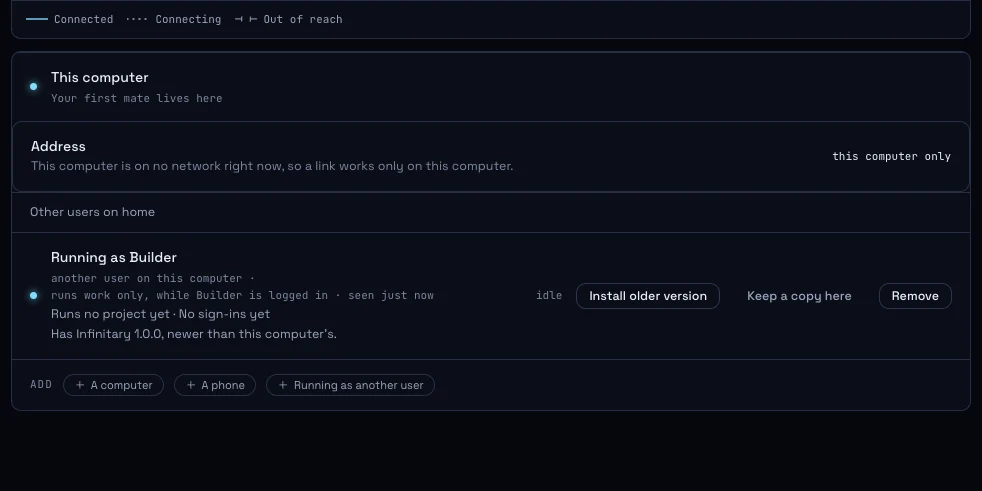 Connected Connecting Out of reach
This computer
Your first mate lives here
Address
This computer is on no network right now, so a link works only on this computer.
this computer only
Other users on home
Running as Builder
another user on this computer ·
runs work only, while Builder is logged in · seen just now
Runs no project yet · No sign-ins yet
Has Infinitary 1.0.0, newer than this computer's.
idle
Install older version
Keep a copy here
Remove
ADD
+ A computer
+ A phone
+ Running as another user